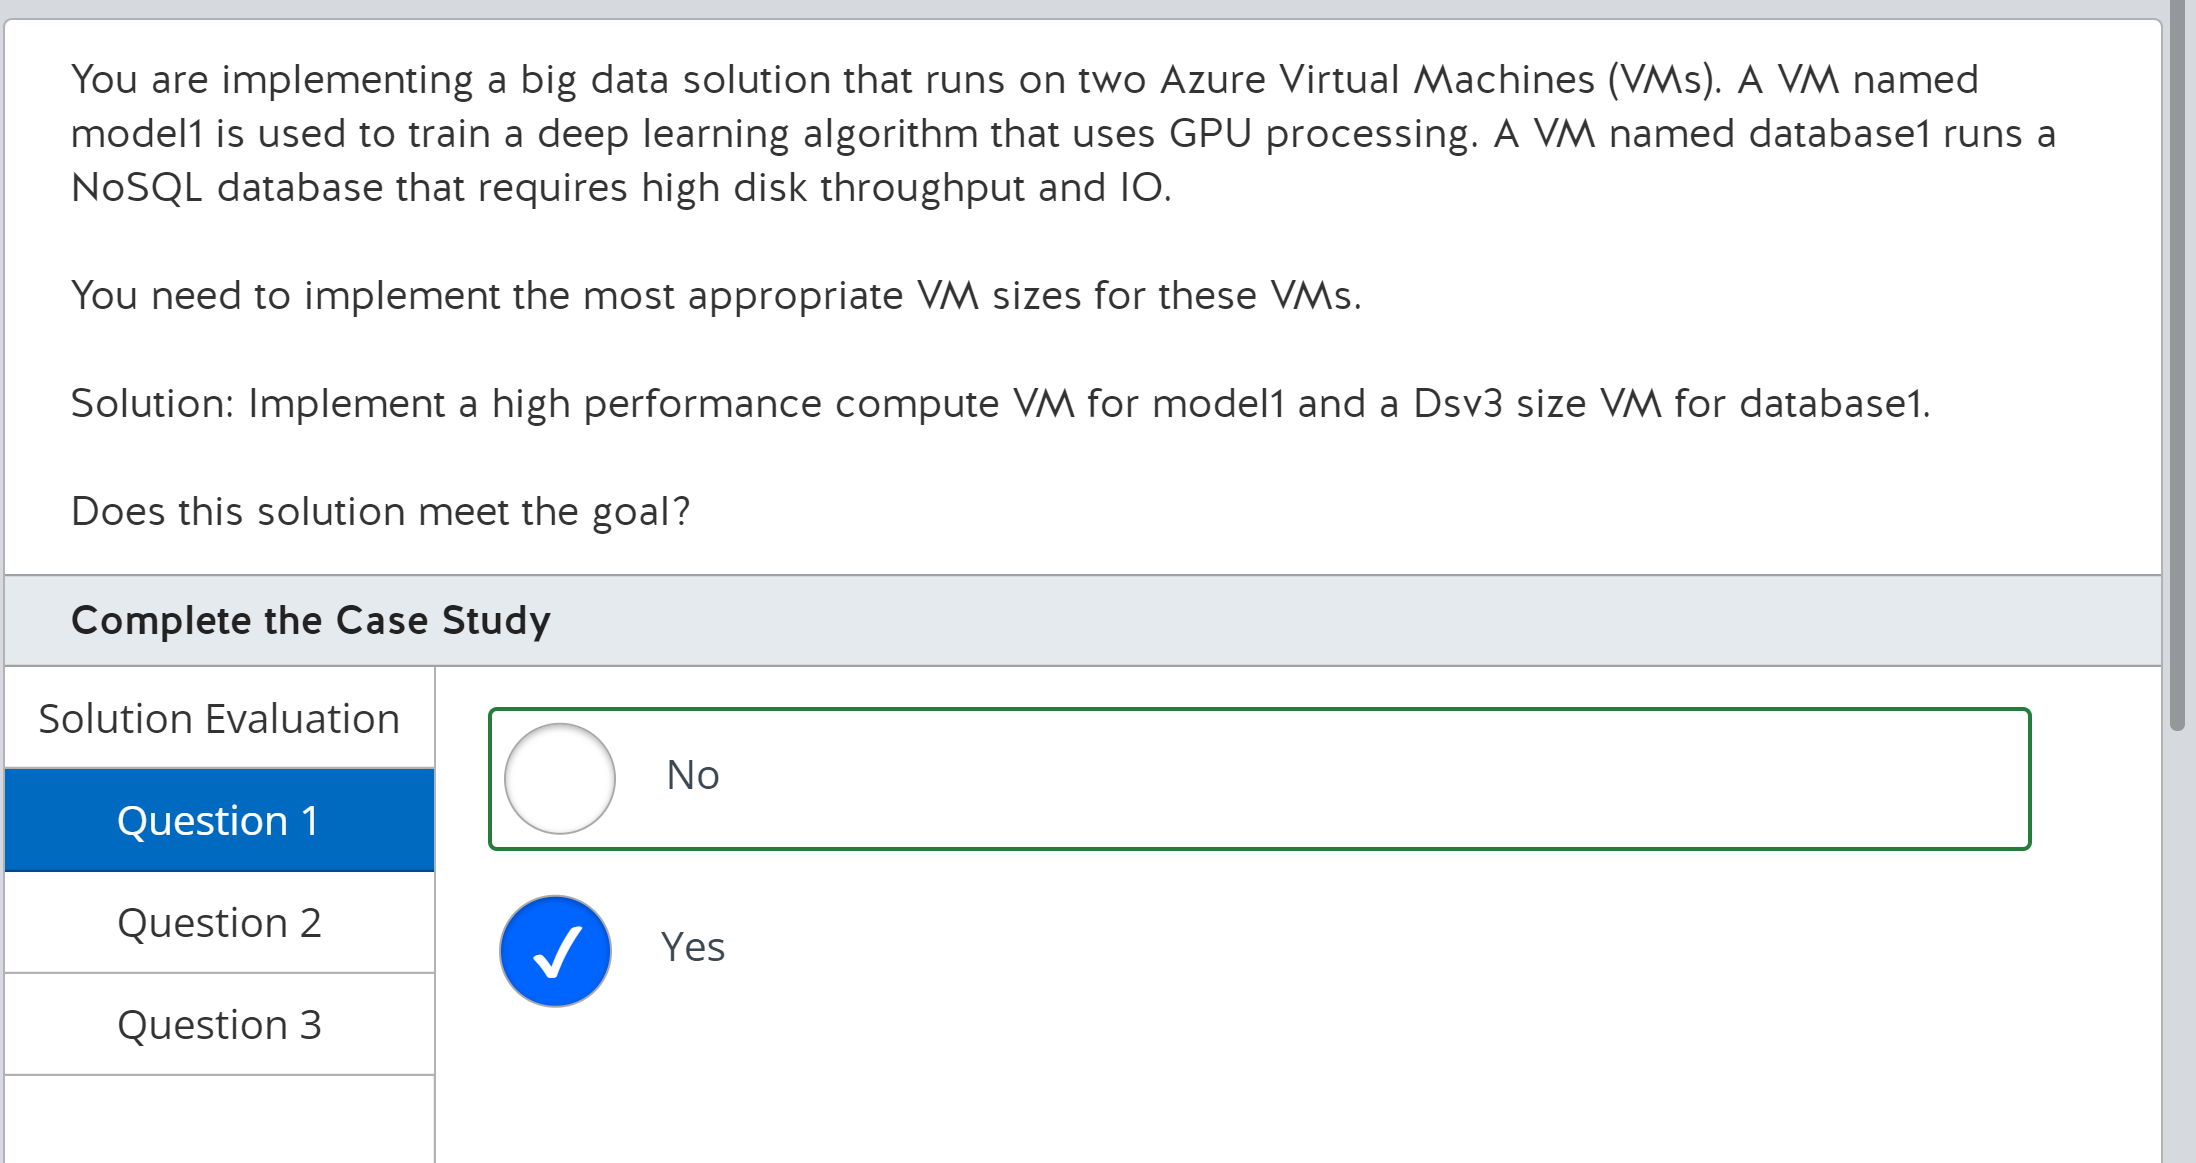 You are implementing a big data solution that runs on two Azure Virtual Machines (VMs). A VM named
model1 is used to train a deep learning algorithm that uses GPU processing. A VM named database1 runs a
NoSQL database that requires high disk throughput and IO.
You need to implement the most appropriate VM sizes for these VMs.
Solution: Implement a high performance compute VM for model1 and a Dsv3 size VM for database1.
Does this solution meet the goal?
Complete the Case Study
Solution Evaluation
Question 1
Question 2
Question 3
No
Yes